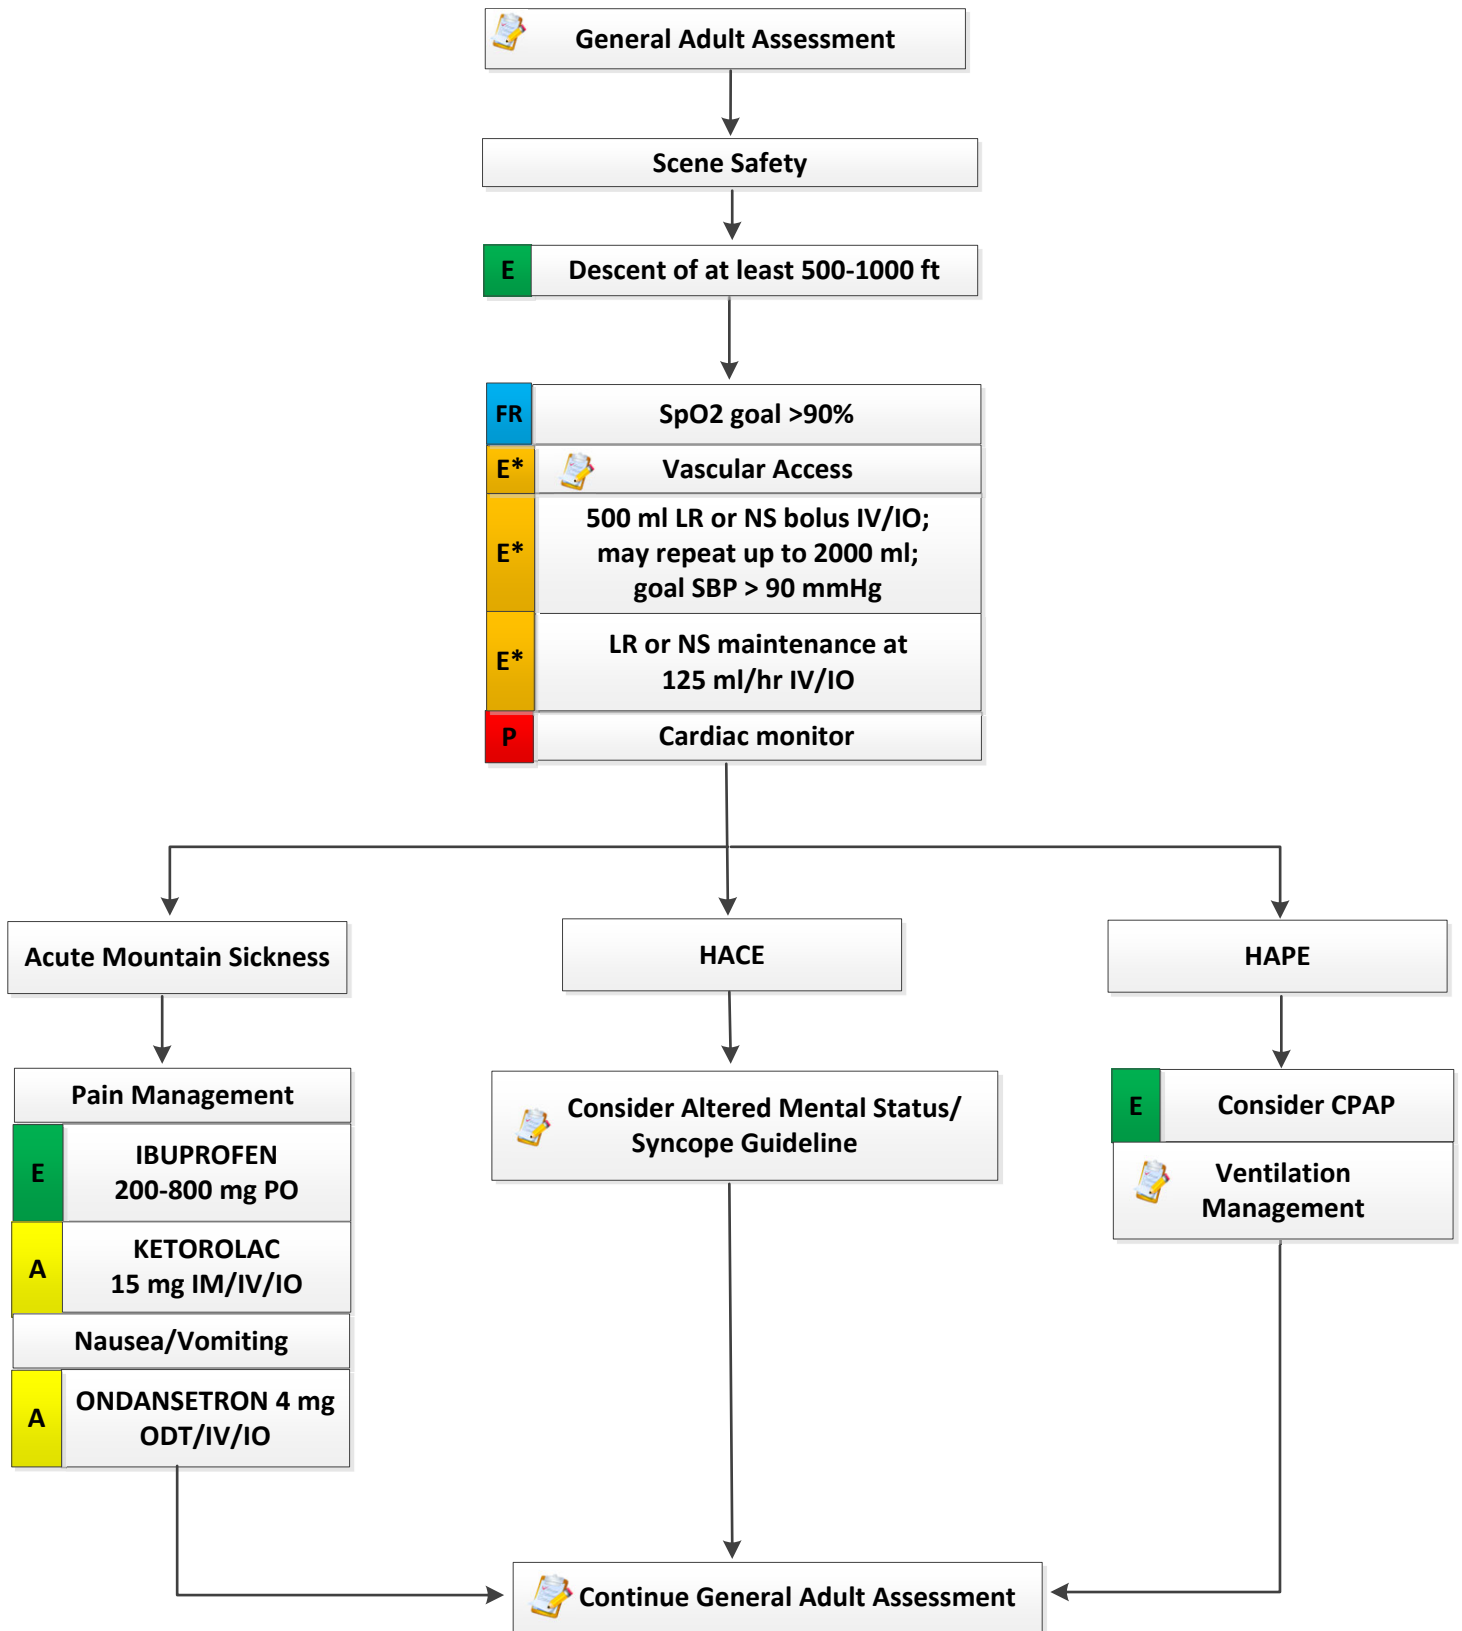 General Adult Assessment
Scene Safety
E
Descent of at least 500-1000 ft
FR
SpO2 goal >90%
E*
Vascular Access
E*
500 ml LR or NS bolus IV/IO;
may repeat up to 2000 ml;
goal SBP > 90 mmHg
E*
LR or NS maintenance at
125 ml/hr IV/IO
P
Cardiac monitor
Acute Mountain Sickness
Pain Management
E
IBUPROFEN
200-800 mg PO
A
KETOROLAC
15 mg IM/IV/IO
Nausea/Vomiting
A
ONDANSETRON 4 mg
ODT/IV/IO
HACE
Consider Altered Mental Status/
Syncope Guideline
HAPE
E
Consider CPAP
Ventilation
Management
Continue General Adult Assessment